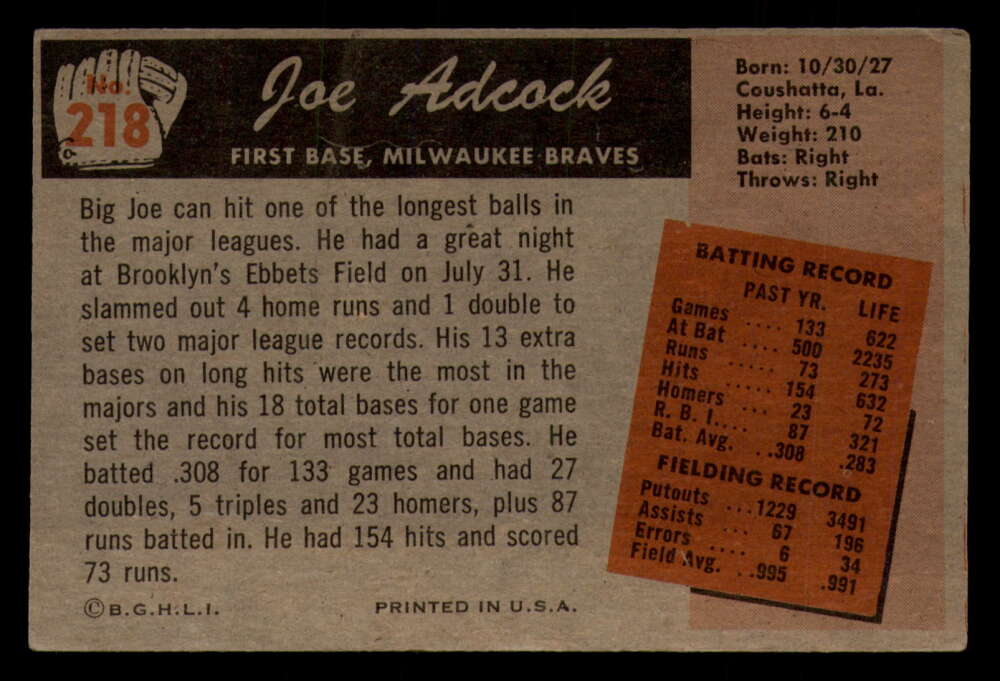 No.
218
Joe Adcock
FIRST BASE, MILWAUKEE BRAVES
Born: 10/30/27
Coushatta, La.
Height: 6-4
Weight: 210
Bats: Right
Throws: Right
Big Joe can hit one of the longest balls in
the major leagues. He had a great night
at Brooklyn's Ebbets Field on July 31. He
slammed out 4 home runs and 1 double to
set two major league records. His 13 extra
bases on long hits were the most in the
majors and his 18 total bases for one game
set the record for most total bases. He
batted .308 for 133 games and had 27
doubles, 5 triples and 23 homers, plus 87
runs batted in. He had 154 hits and scored
73 runs.
BATTING RECORD
PAST YR. LIFE
Games .... 133 622
At Bat .... 500 2235
Runs ..... 73 273
Hits ..... 154 632
Homers ... 23 72
R. B. I.... 87 321
Bat. Avg. ..308 .283
FIELDING RECORD
Putouts ...1229 3491
Assists ... 67 196
Errors .... 6 34
Field Avg. ..995 .991
©B.G.H.L.I.
PRINTED IN U.S.A.